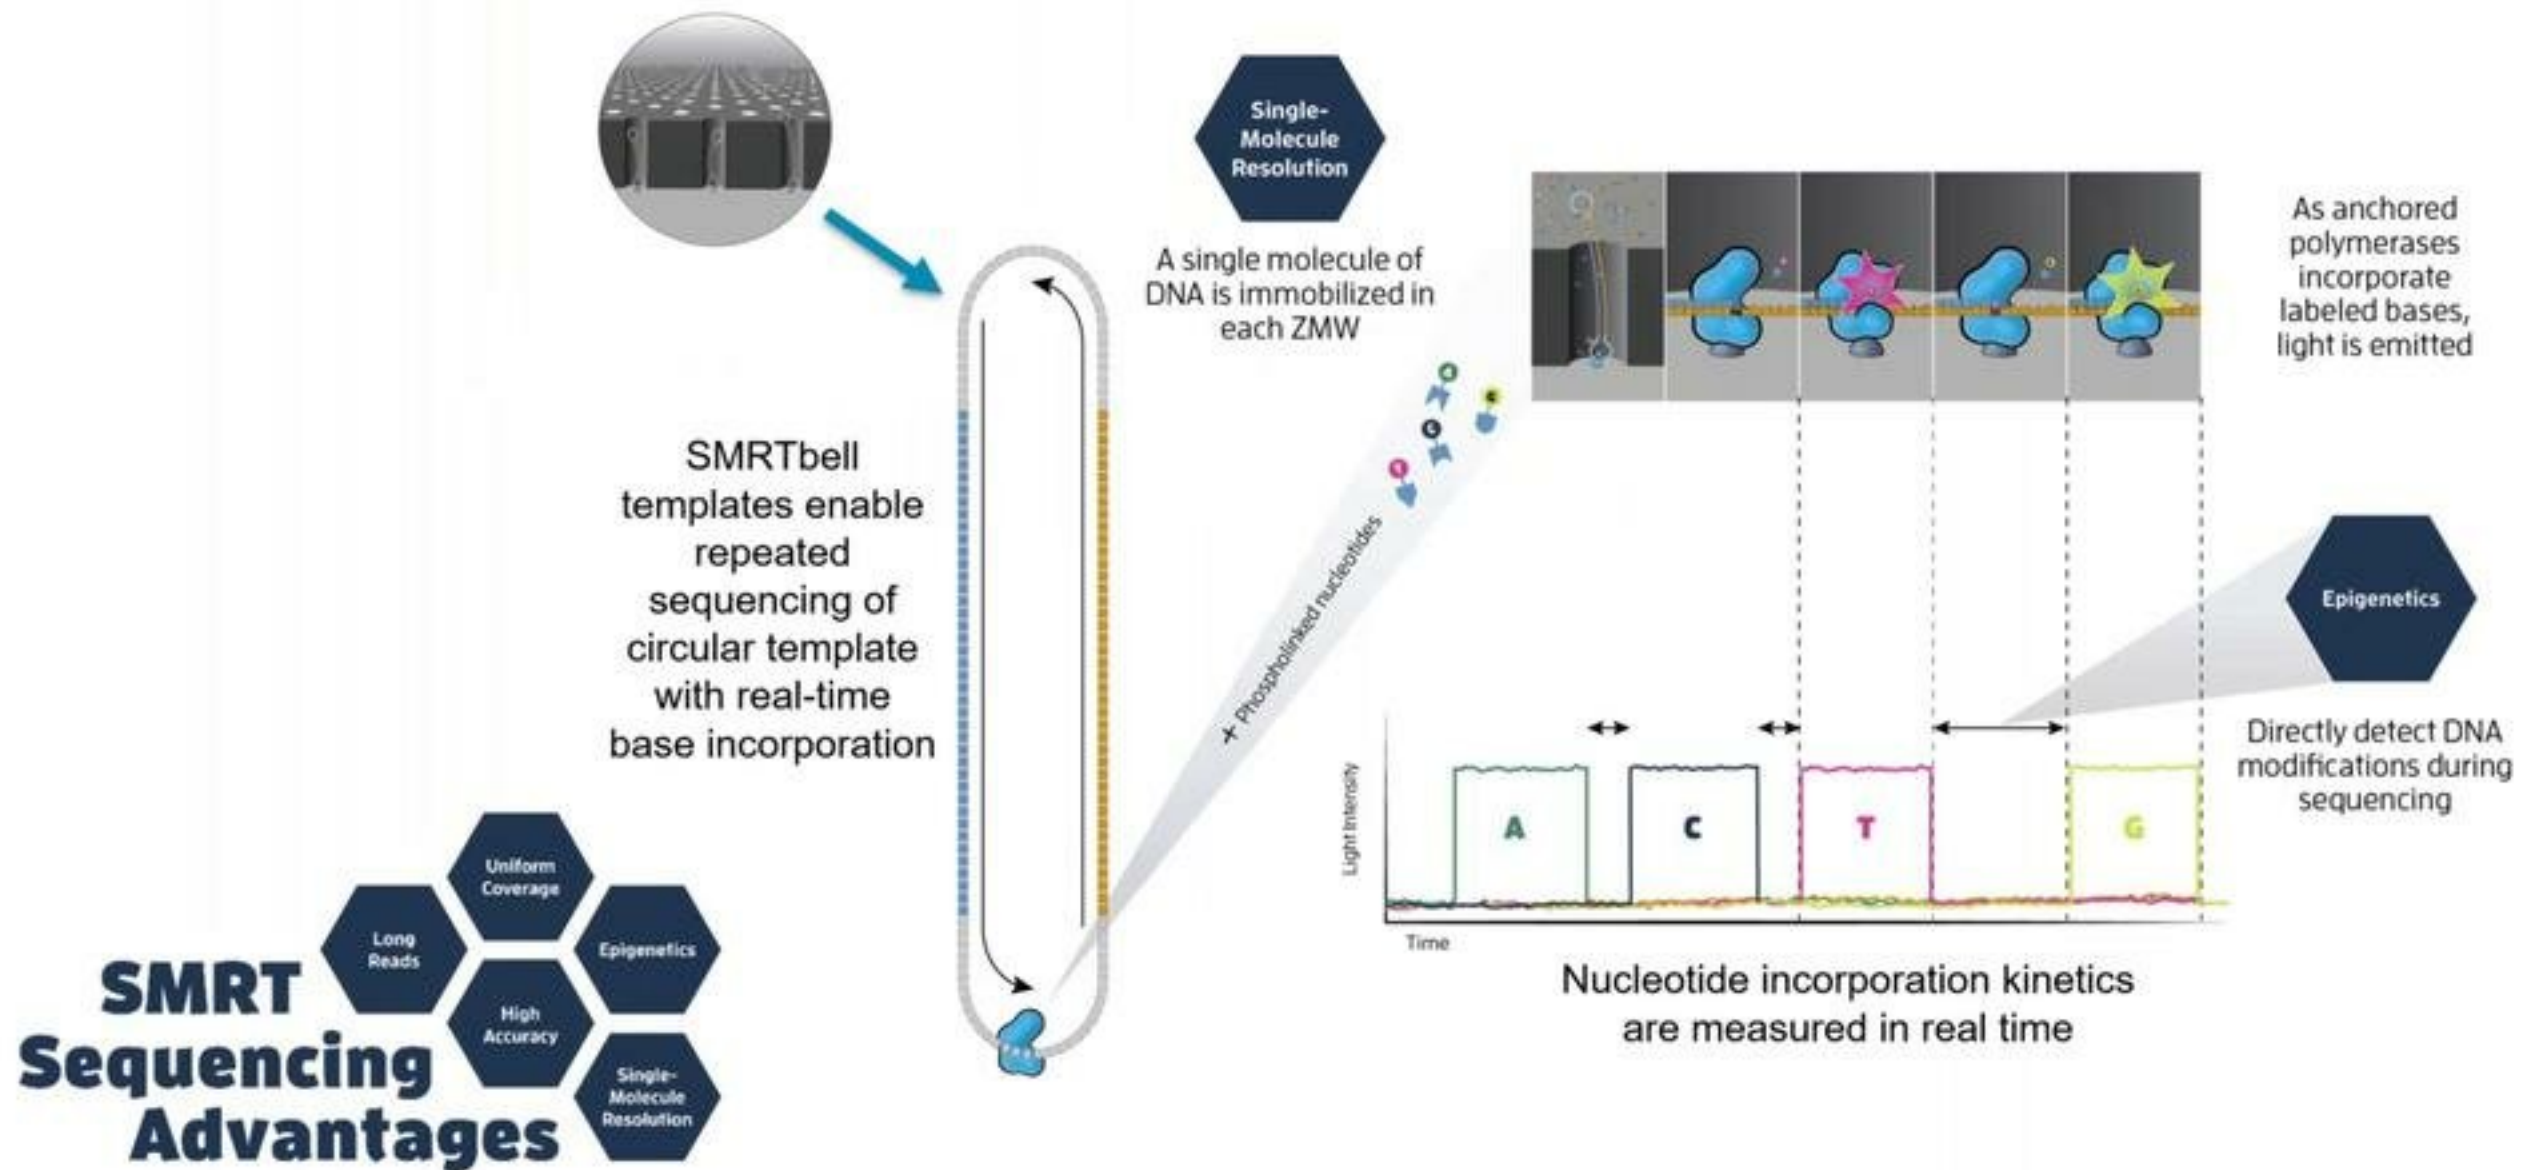 Single-
Molecule
Resolution
A single molecule of
DNA is immobilized in
each ZMW
As anchored
polymerases
incorporate
labeled bases,
light is emitted
SMRTbell
templates enable
repeated
sequencing of
circular template
with real-time
base incorporation
A
G
C
T
+ Phospholinked nucleotides
Epigenetics
Directly detect DNA
modifications during
sequencing
Light Intensity
A
C
T
G
Time
Nucleotide incorporation kinetics
are measured in real time
SMRT
Sequencing
Advantages
Uniform
Coverage
Long
Reads
Epigenetics
High
Accuracy
Single-
Molecule
Resolution